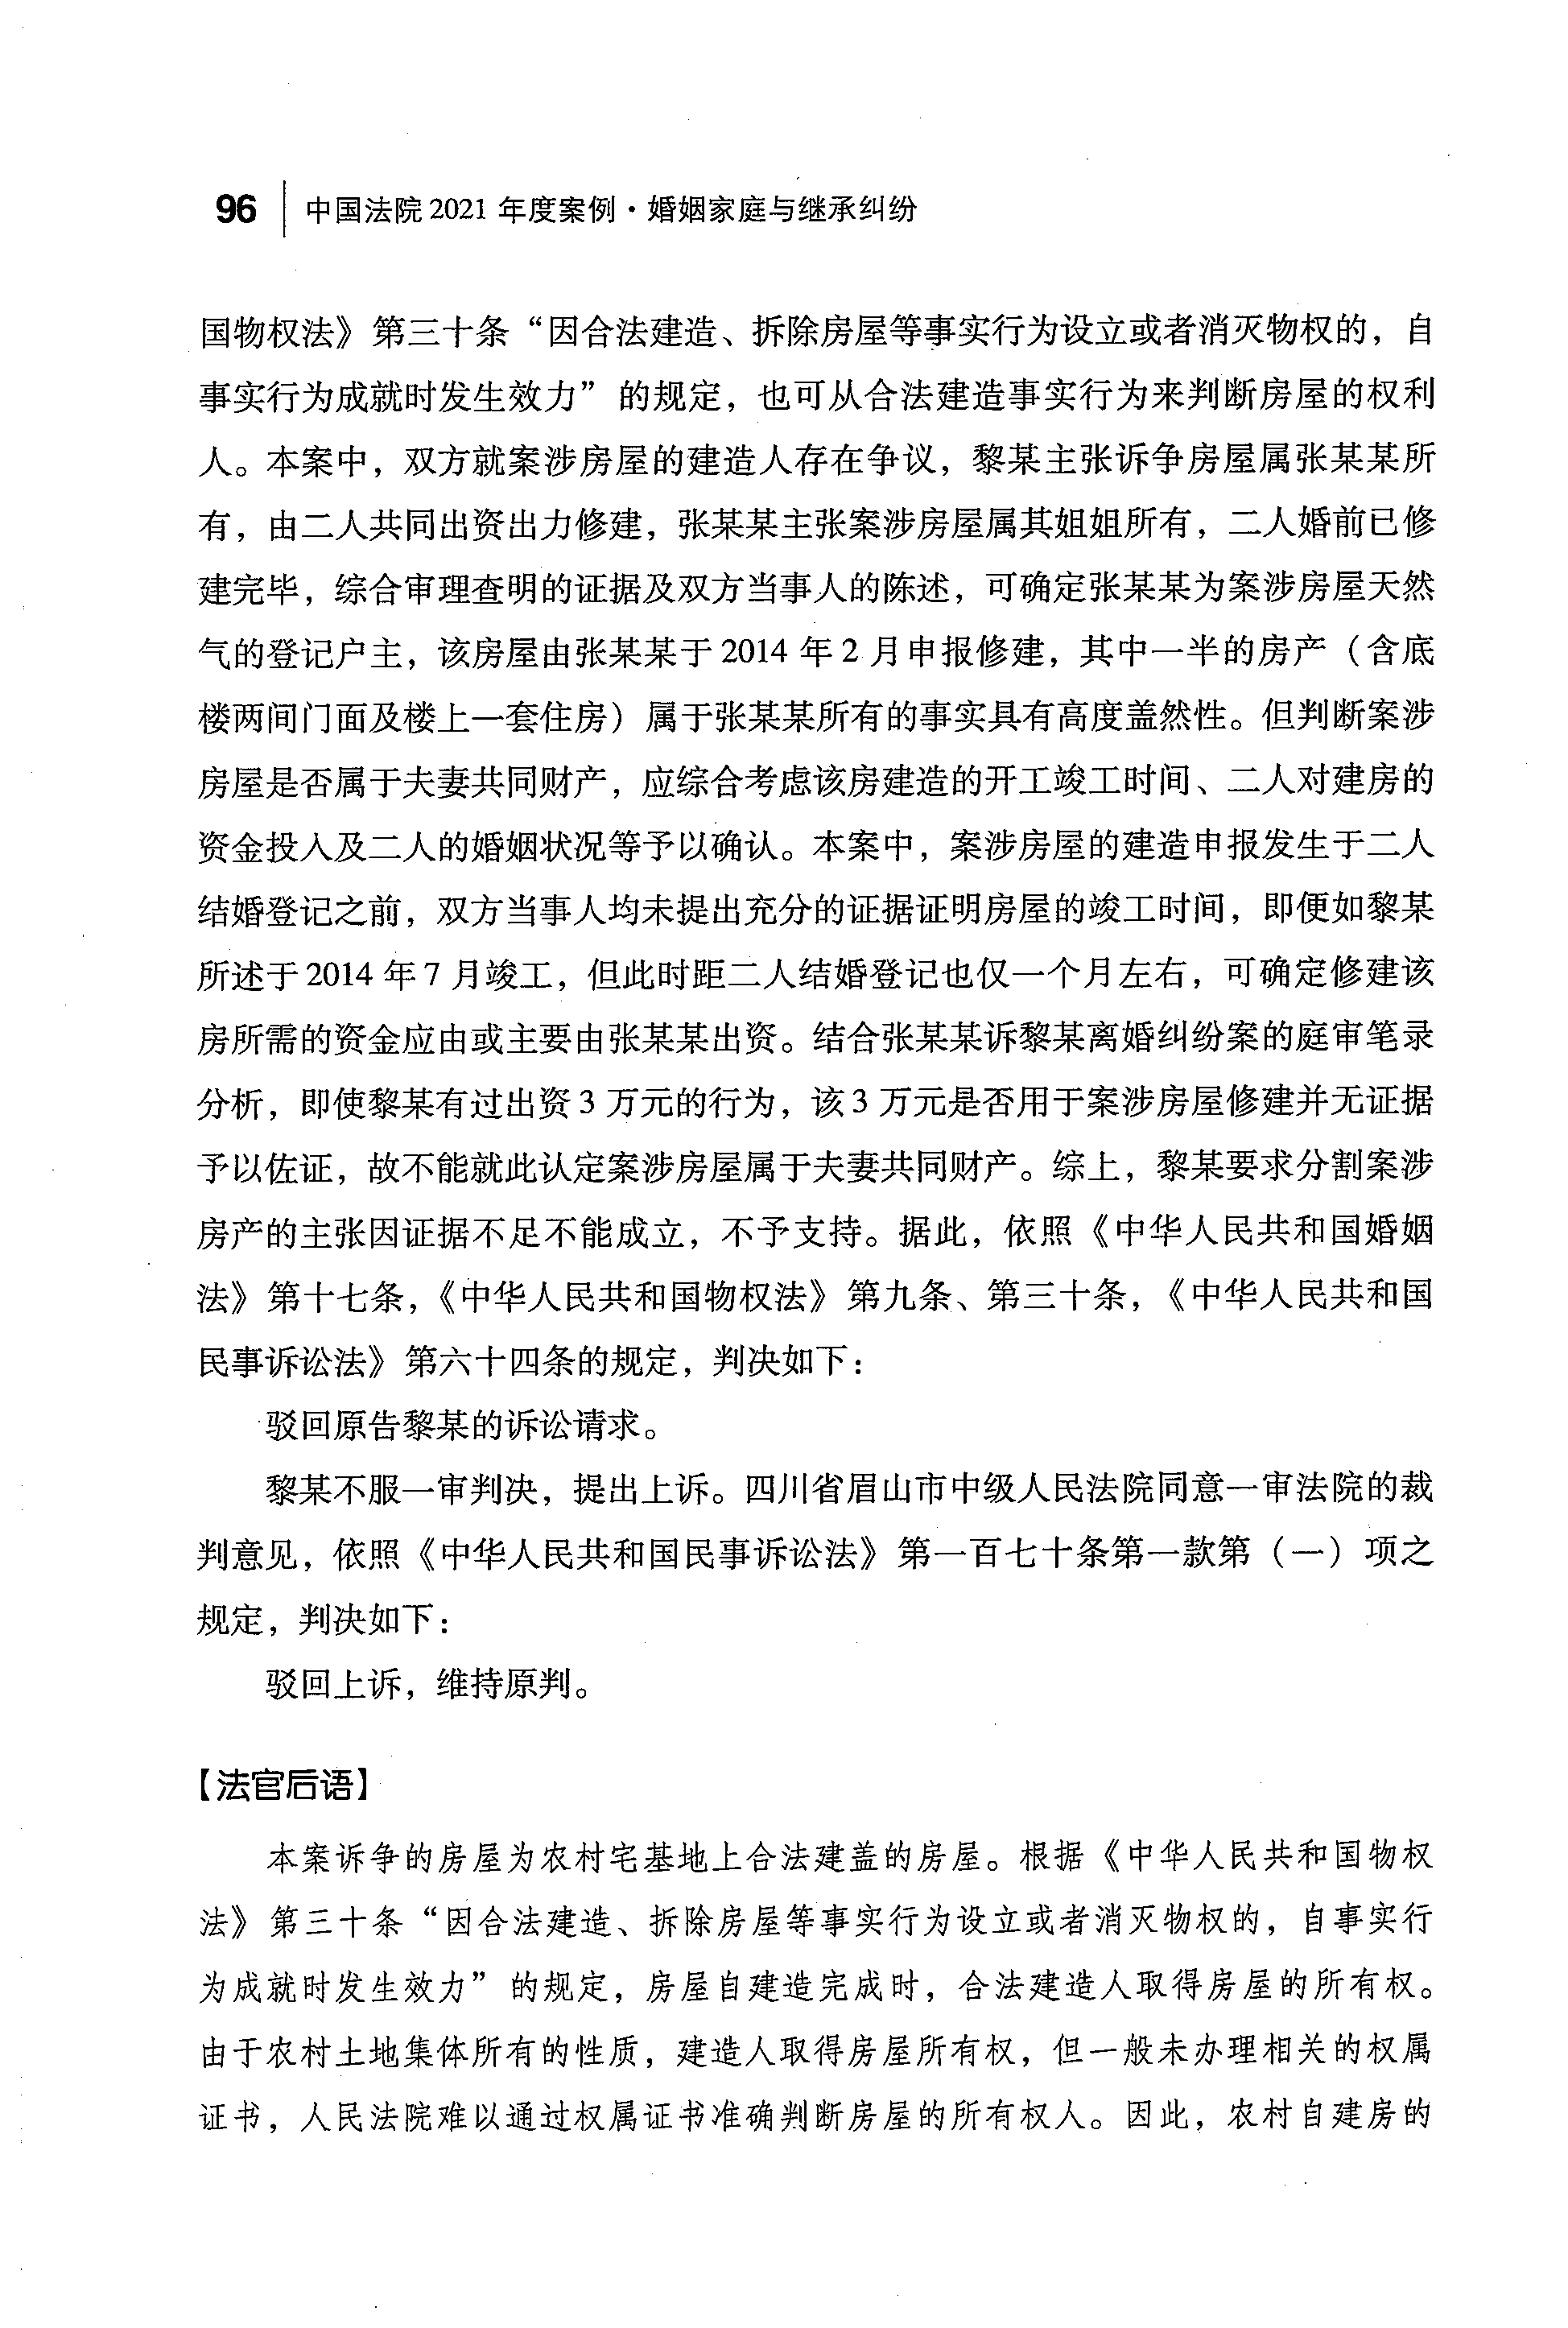 96 中国法院2021年度案例·婚姻家庭与继承纠纷
国物权法》第三十条“因合法建造、拆除房屋等事实行为设立或者消灭物权的，自
事实行为成就时发生效力”的规定，也可从合法建造事实行为来判断房屋的权利
人。本案中，双方就案涉房屋的建造人存在争议，黎某主张诉争房屋属张某某所
有，由二人共同出资出力修建，张某某主张案涉房屋属其姐姐所有，二人婚前已修
建完毕，综合审理查明的证据及双方当事人的陈述，可确定张某某为案涉房屋天然
气的登记户主，该房屋由张某某于2014年2月申报修建，其中一半的房产（含底
楼两间门面及楼上一套住房）属于张某某所有的事实具有高度盖然性。但判断案涉
房屋是否属于夫妻共同财产，应综合考虑该房建造的开工竣工时间、二人对建房的
资金投入及二人的婚姻状况等予以确认。本案中，案涉房屋的建造申报发生于二人
结婚登记之前，双方当事人均未提出充分的证据证明房屋的竣工时间，即便如黎某
所述于2014年7月竣工，但此时距二人结婚登记也仅一个月左右，可确定修建该
房所需的资金应由或主要由张某某出资。结合张某某诉黎某离婚纠纷案的庭审笔录
分析，即使黎某有过出资3万元的行为，该3万元是否用于案涉房屋修建并无证据
予以佐证，故不能就此认定案涉房屋属于夫妻共同财产。综上，黎某要求分割案涉
房产的主张因证据不足不能成立，不予支持。据此，依照《中华人民共和国婚姻
法》第十七条，《中华人民共和国物权法》第九条、第三十条，《中华人民共和国
民事诉讼法》第六十四条的规定，判决如下：
驳回原告黎某的诉讼请求。
黎某不服一审判决，提出上诉。四川省眉山市中级人民法院同意一审法院的裁
判意见，依照《中华人民共和国民事诉讼法》第一百七十条第一款第（一）项之
规定，判决如下：
驳回上诉，维持原判。
【法官后语】
本案诉争的房屋为农村宅基地上合法建盖的房屋。根据《中华人民共和国物权
法》第三十条“因合法建造、拆除房屋等事实行为设立或者消灭物权的，自事实行
为成就时发生效力”的规定，房屋自建造完成时，合法建造人取得房屋的所有权。
由于农村土地集体所有的性质，建造人取得房屋所有权，但一般未办理相关的权属
证书，人民法院难以通过权属证书准确判断房屋的所有权人。因此，农村自建房的